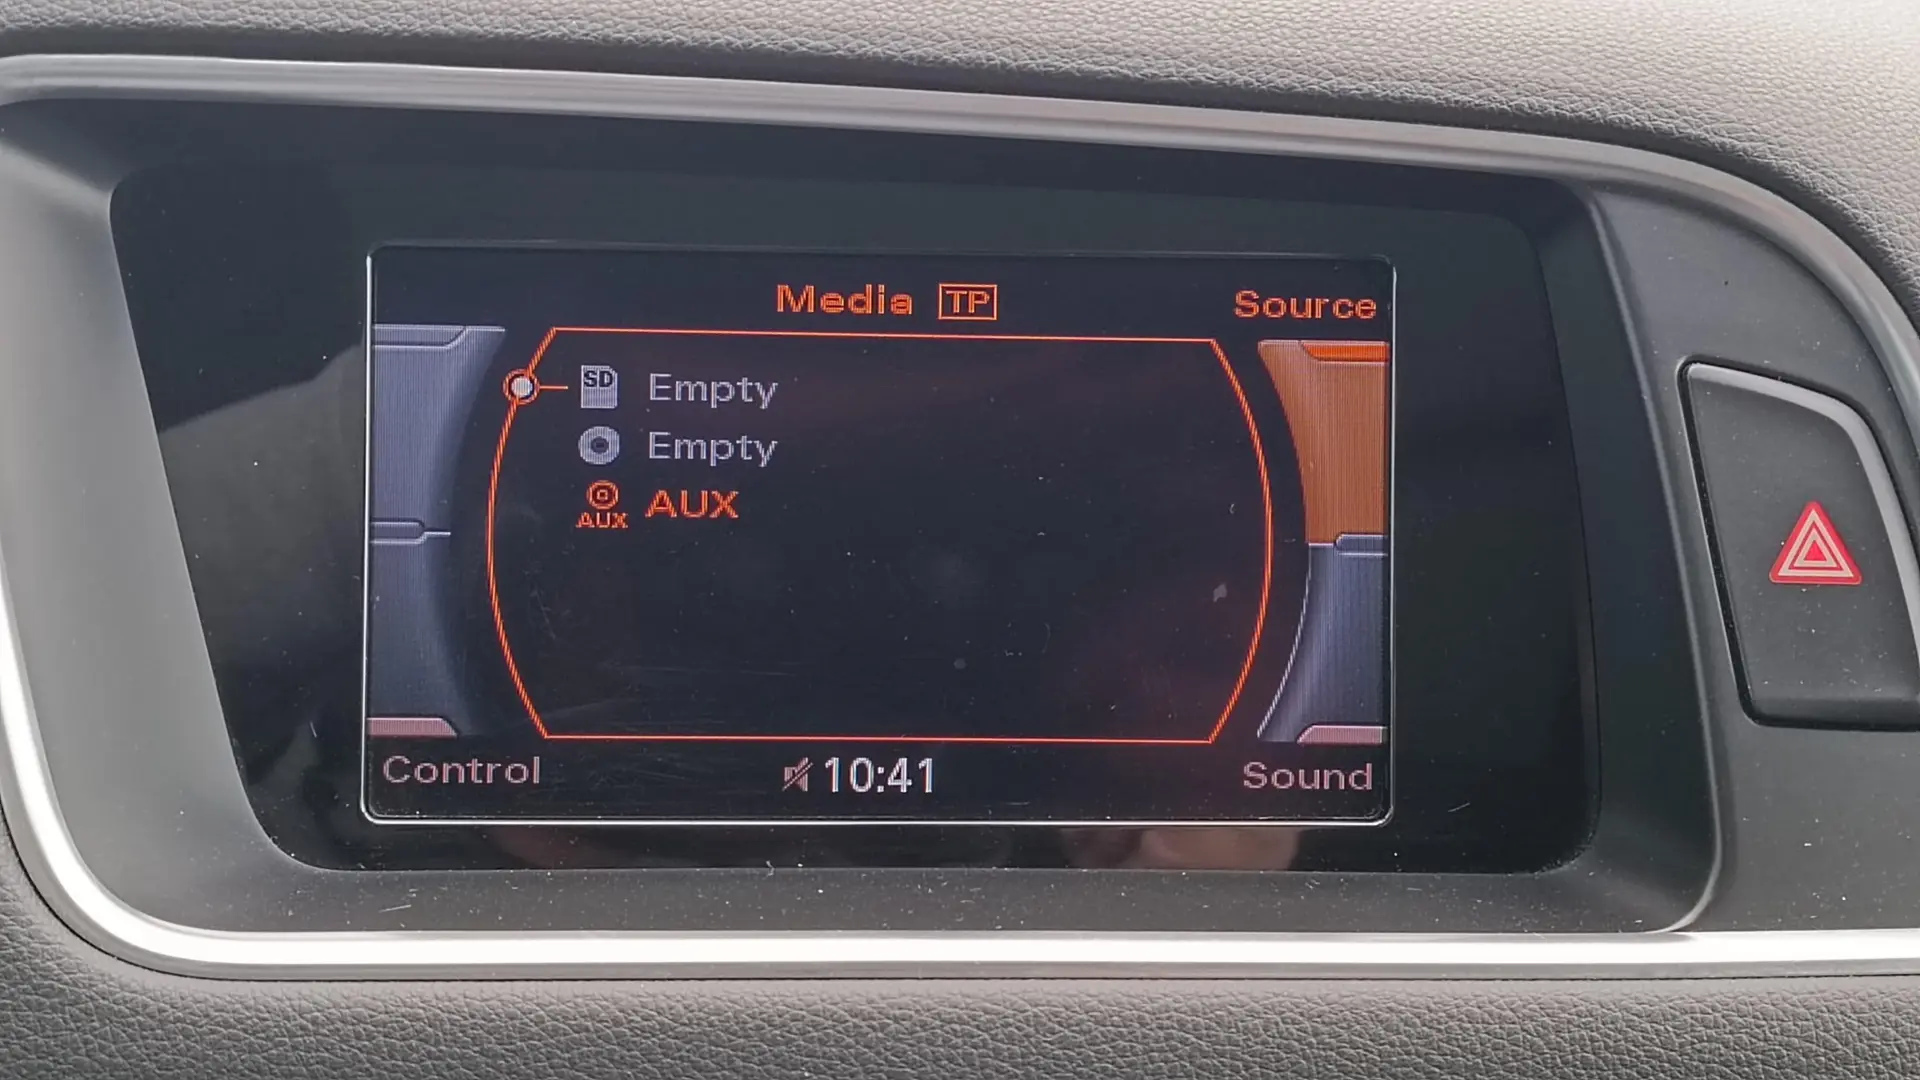 Media TP
Source
SD Empty
Empty
AUX AUX
Control
10:41
Sound